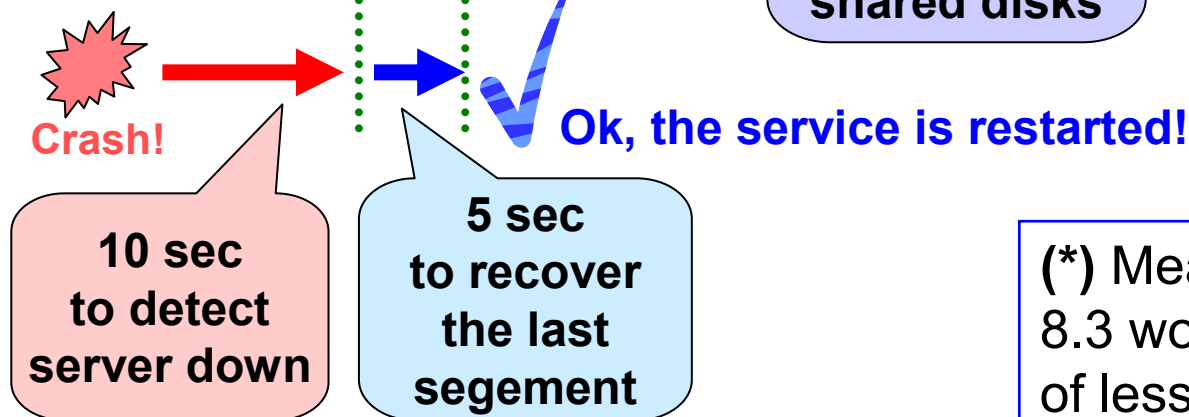 shared disks
Crash!
Ok, the service is restarted!
10 sec
to detect
server down
5 sec
to recover
the last
segement
(*) Mea
8.3 wo
of less